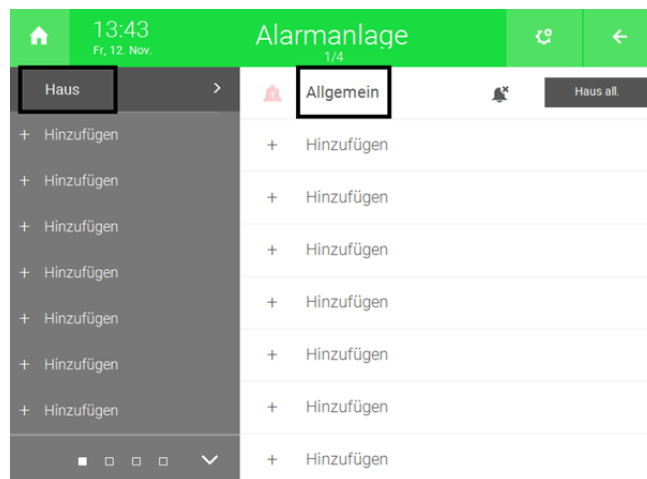 13:43
Fr, 12. Nov.
Alarmanlage
1/4
Haus
+ Hinzufügen
+ Hinzufügen
+ Hinzufügen
+ Hinzufügen
+ Hinzufügen
+ Hinzufügen
+ Hinzufügen
Allgemein
Haus all.
+ Hinzufügen
+ Hinzufügen
+ Hinzufügen
+ Hinzufügen
+ Hinzufügen
+ Hinzufügen
+ Hinzufügen